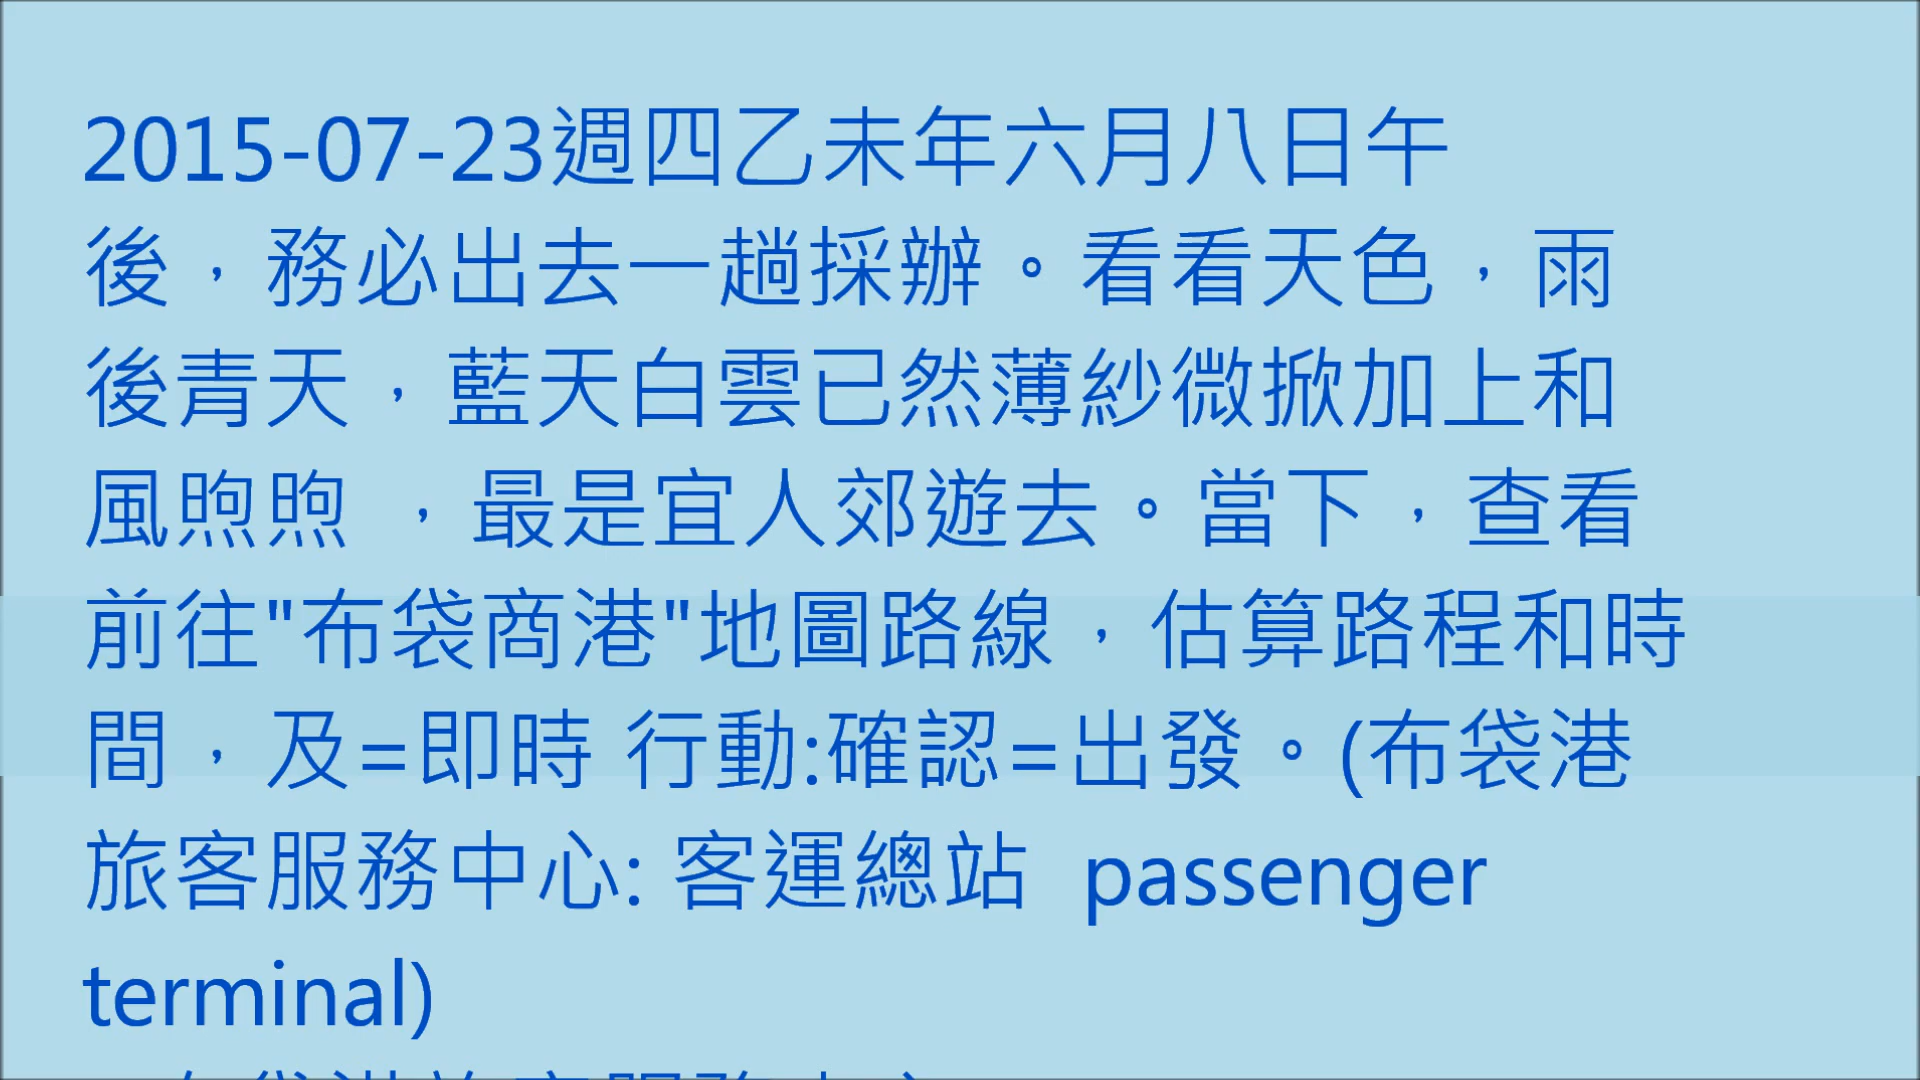 2015-07-23週四乙未年六月八日午
後，務必出去一趟採辦。看看天色，雨
後青天，藍天白雲已然薄紗微掀加上和
風煦煦 ，最是宜人郊遊去。當下，查看
前往"布袋商港"地圖路線，估算路程和時
間，及=即時 行動:確認=出發。(布袋港
旅客服務中心: 客運總站  passenger
terminal)